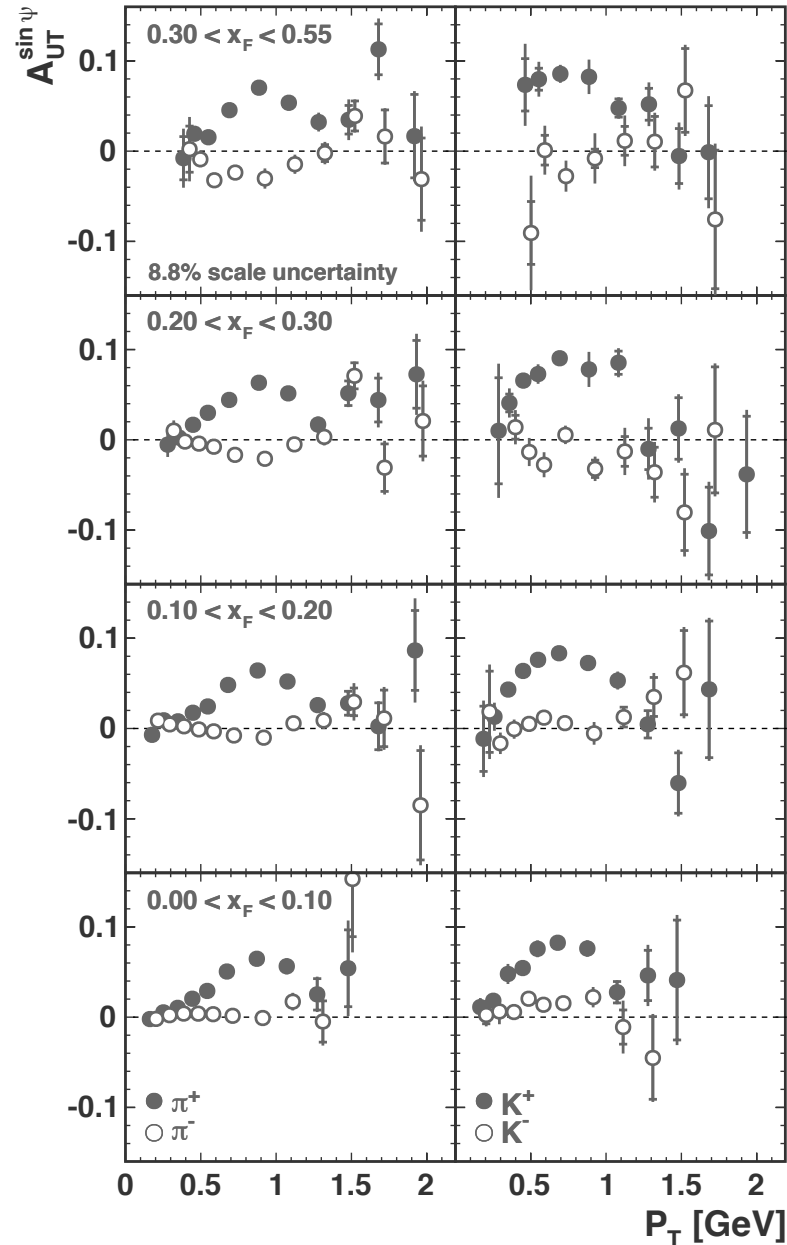 A_UT^sin ψ
0.30 < x_F < 0.55
0.1
0
-0.1
8.8% scale uncertainty
0.20 < x_F < 0.30
0.1
0
-0.1
0.10 < x_F < 0.20
0.1
0
-0.1
0.00 < x_F < 0.10
0.1
0
-0.1
π⁺
π⁻
K⁺
K⁻
0 0.5 1 1.5 2 0.5 1 1.5 2
P_T [GeV]